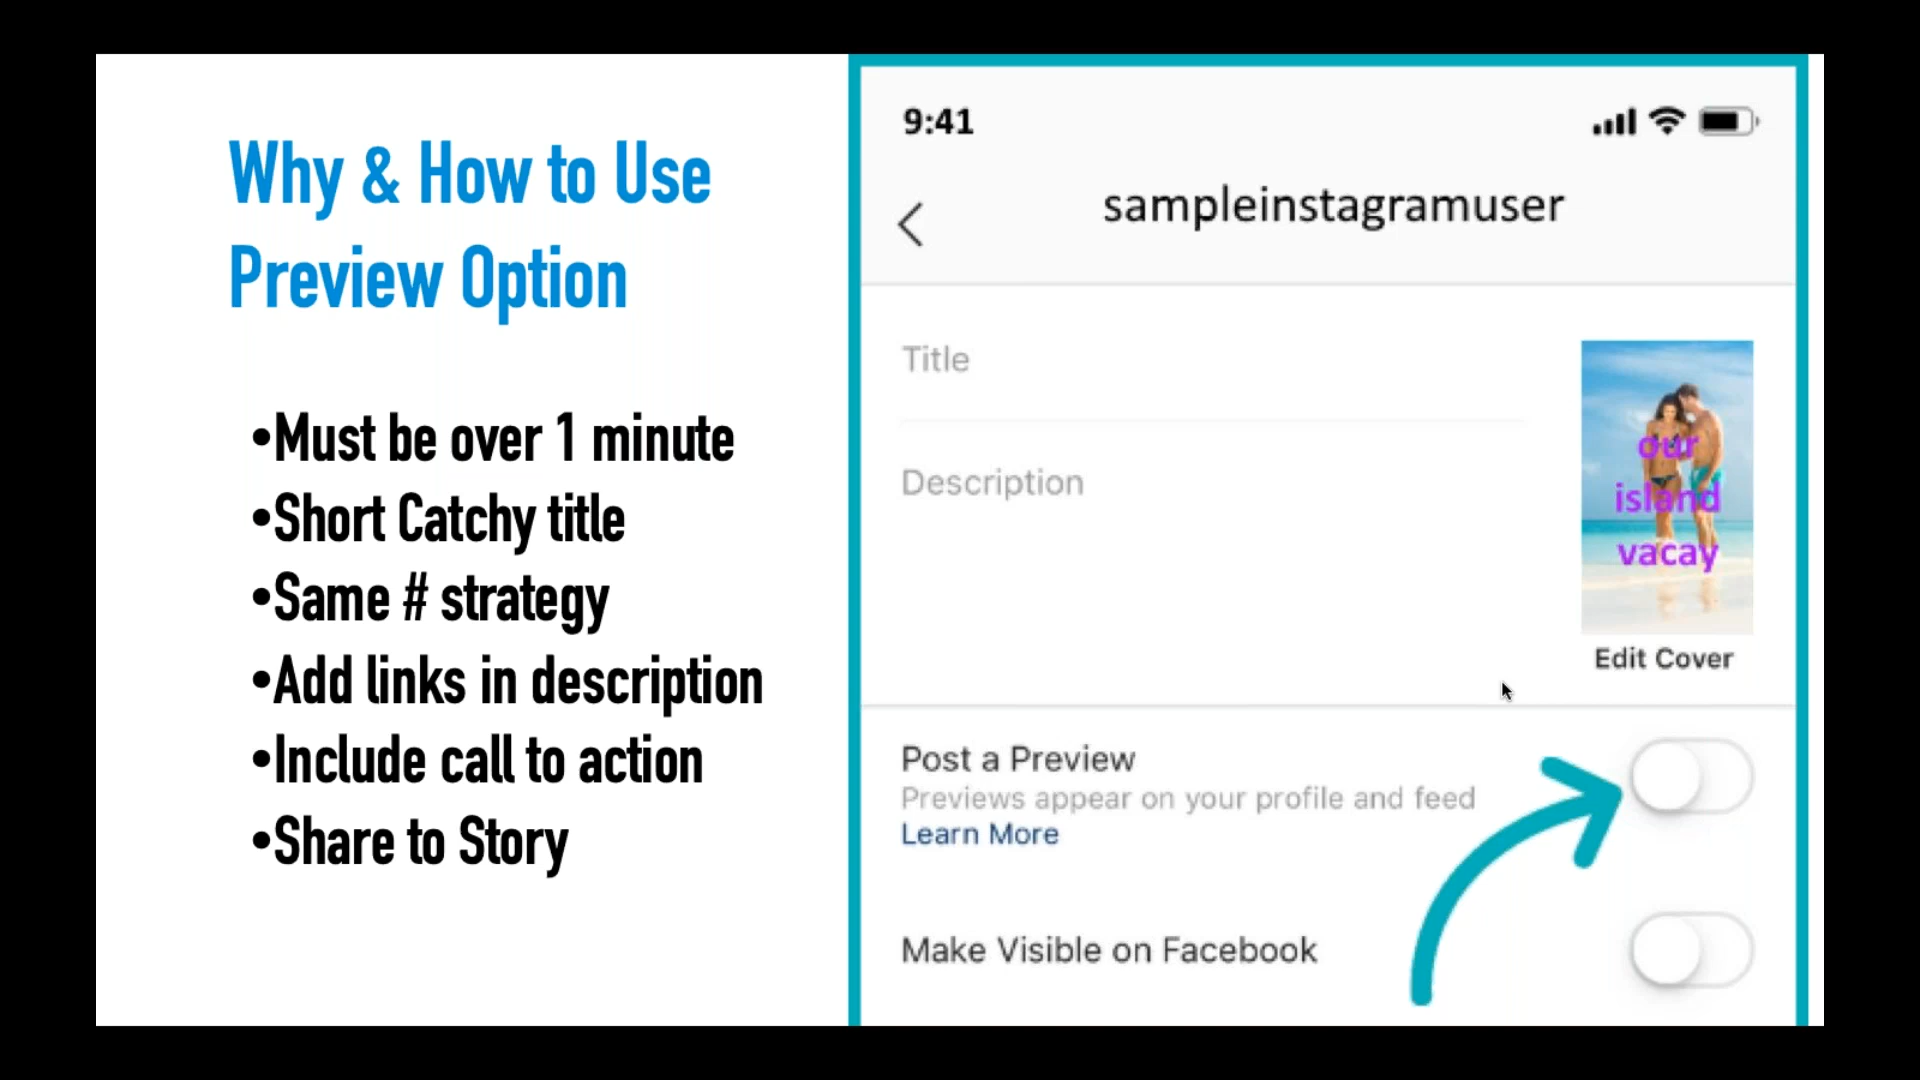 Why & How to Use
Preview Option
•Must be over 1 minute
•Short Catchy title
•Same # strategy
•Add links in description
•Include call to action
•Share to Story
9:41
sampleinstagramuser
Title
Description
our
island
vacay
Edit Cover
Post a Preview
Previews appear on your profile and feed
Learn More
Make Visible on Facebook